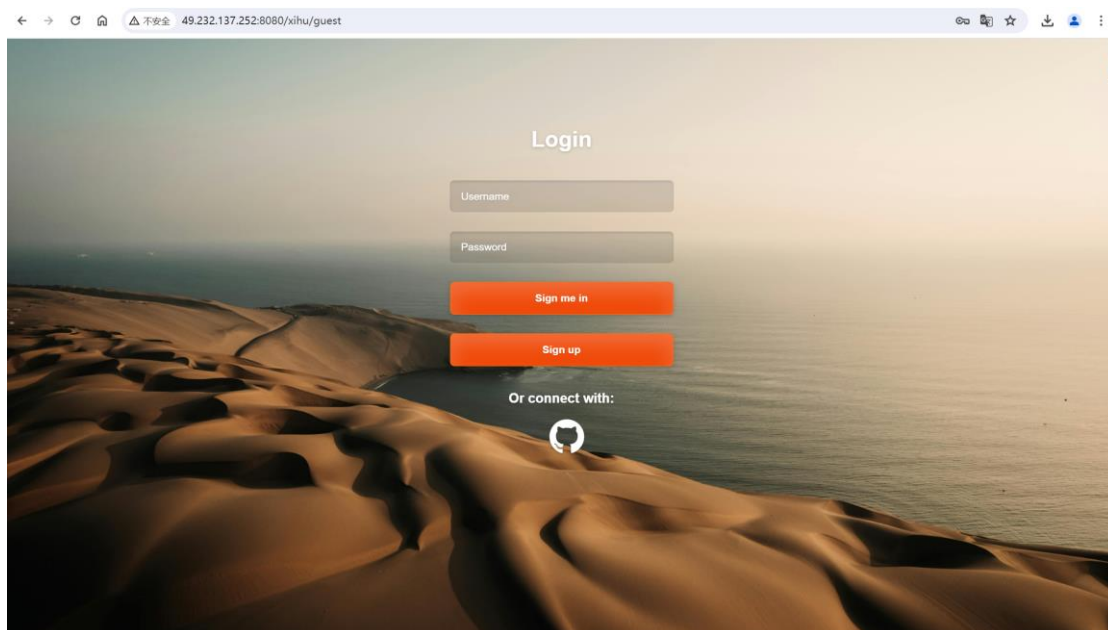 不安全
49.232.137.252:8080/xihu/guest
Login
Username
Password
Sign me in
Sign up
Or connect with: